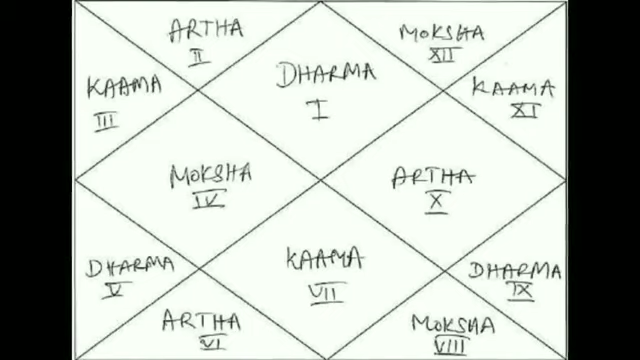 ARTHA
II
MOKSHA
XII
DHARMA
I
KAAMA
III
KAAMA
XI
MOKSHA
IV
ARTHA
X
DHARMA
V
KAAMA
VII
DHARMA
IX
ARTHA
VI
MOKSHA
VIII